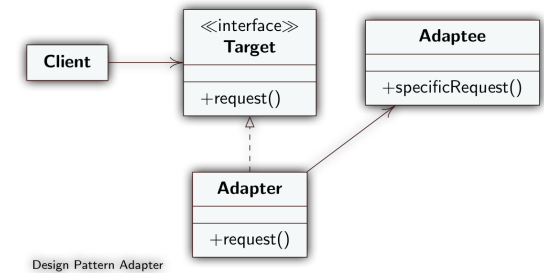 Client
≪interface≫
Target
+request()
Adaptee
+specificRequest()
Adapter
+request()
Design Pattern Adapter